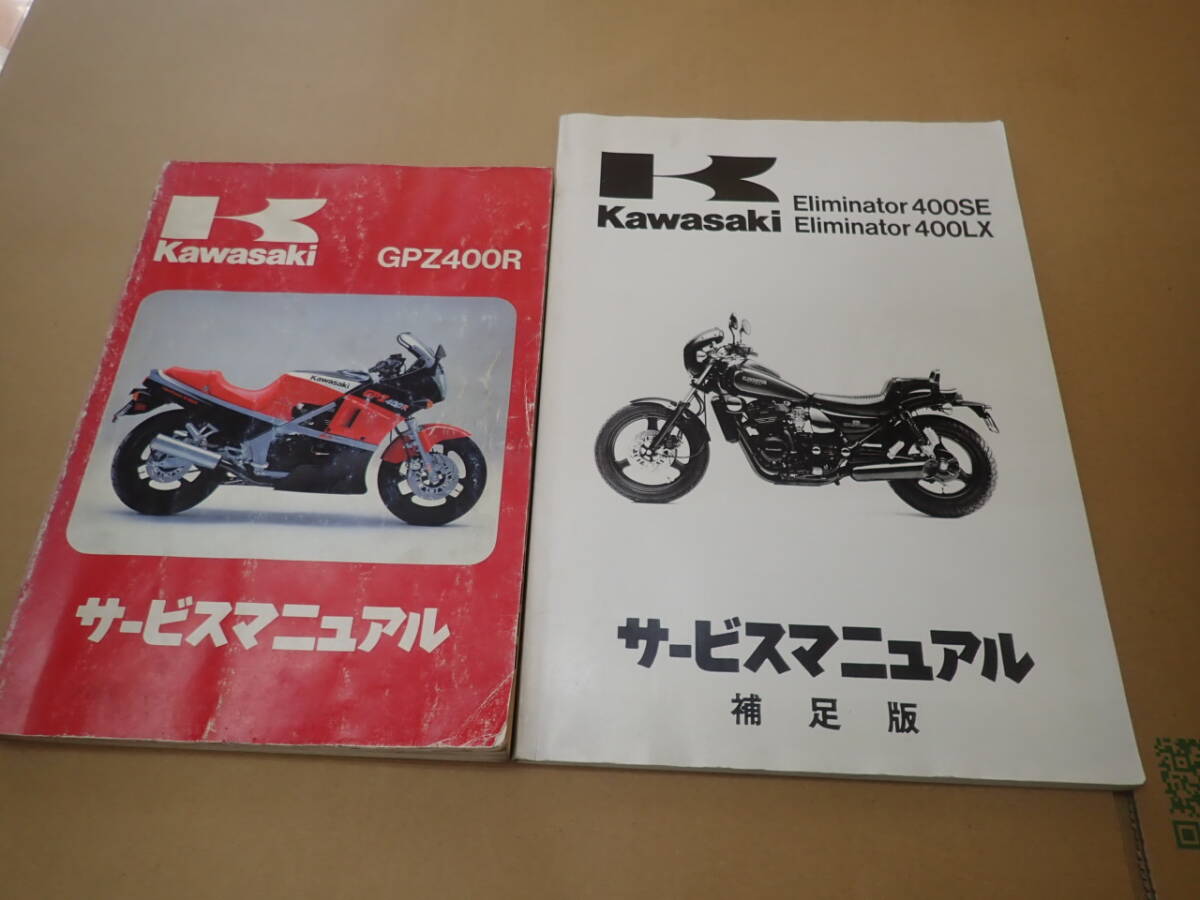 Kawasaki
GPZ400R
Kawasaki
サービスマニュアル
Kawasaki
Eliminator 400SE
Eliminator 400LX
サービスマニュアル
補足版